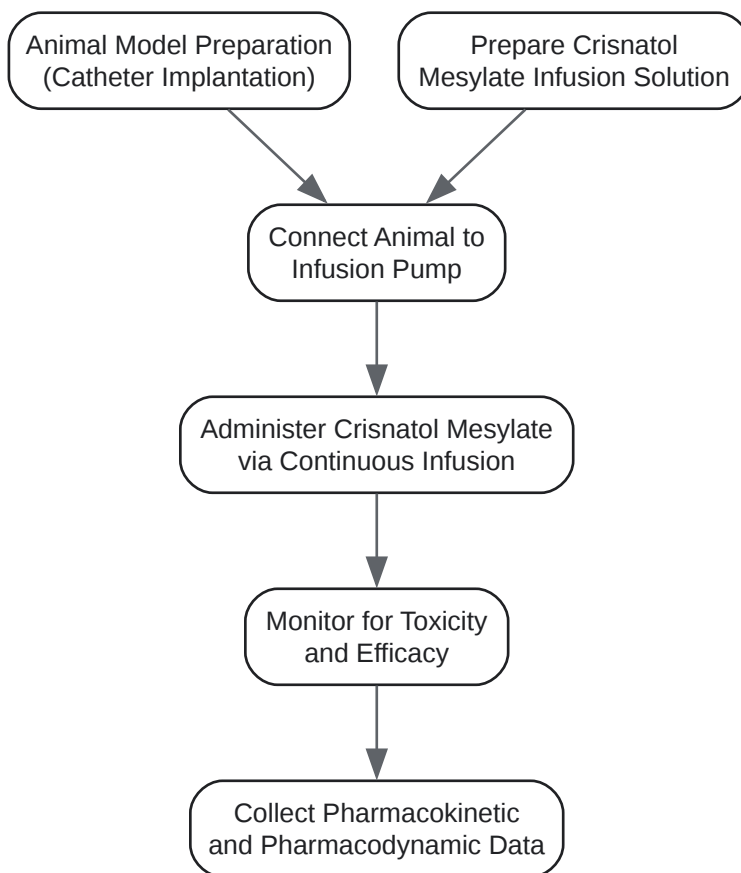 Animal Model Preparation
(Catheter Implantation)
Prepare Crisnatol
Mesylate Infusion Solution
Connect Animal to
Infusion Pump
Administer Crisnatol Mesylate
via Continuous Infusion
Monitor for Toxicity
and Efficacy
Collect Pharmacokinetic
and Pharmacodynamic Data